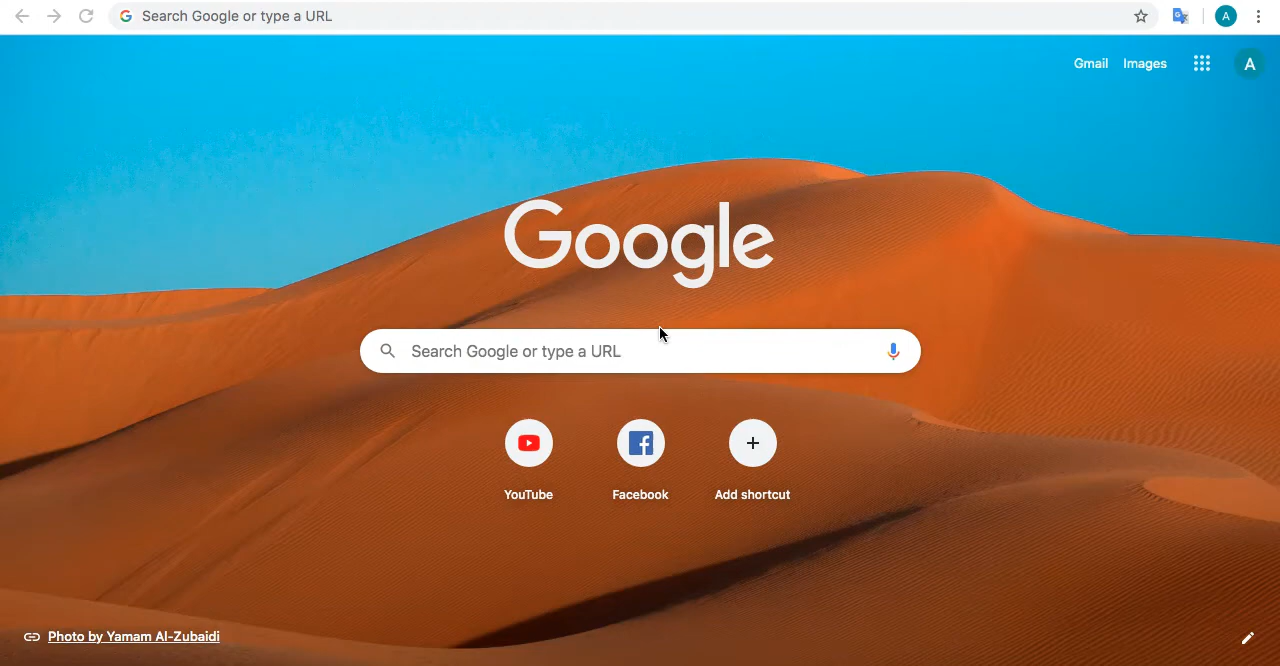 Search Google or type a URL
A
Gmail Images A
Google
Search Google or type a URL
YouTube Facebook Add shortcut
Photo by Yamam Al-Zubaidi